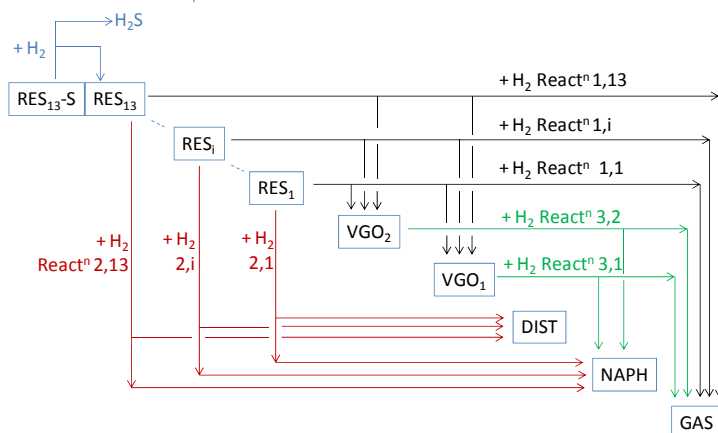 H₂S
+ H₂
RES₁₃-S RES₁₃
+ H₂ Reactⁿ 1,13
RESᵢ
+ H₂ Reactⁿ 1,i
RES₁
+ H₂ Reactⁿ 1,1
VGO₂
+ H₂ Reactⁿ 3,2
+ H₂
Reactⁿ 2,13
+ H₂
2,i
+ H₂
2,1
VGO₁
+ H₂ Reactⁿ 3,1
DIST
NAPH
GAS